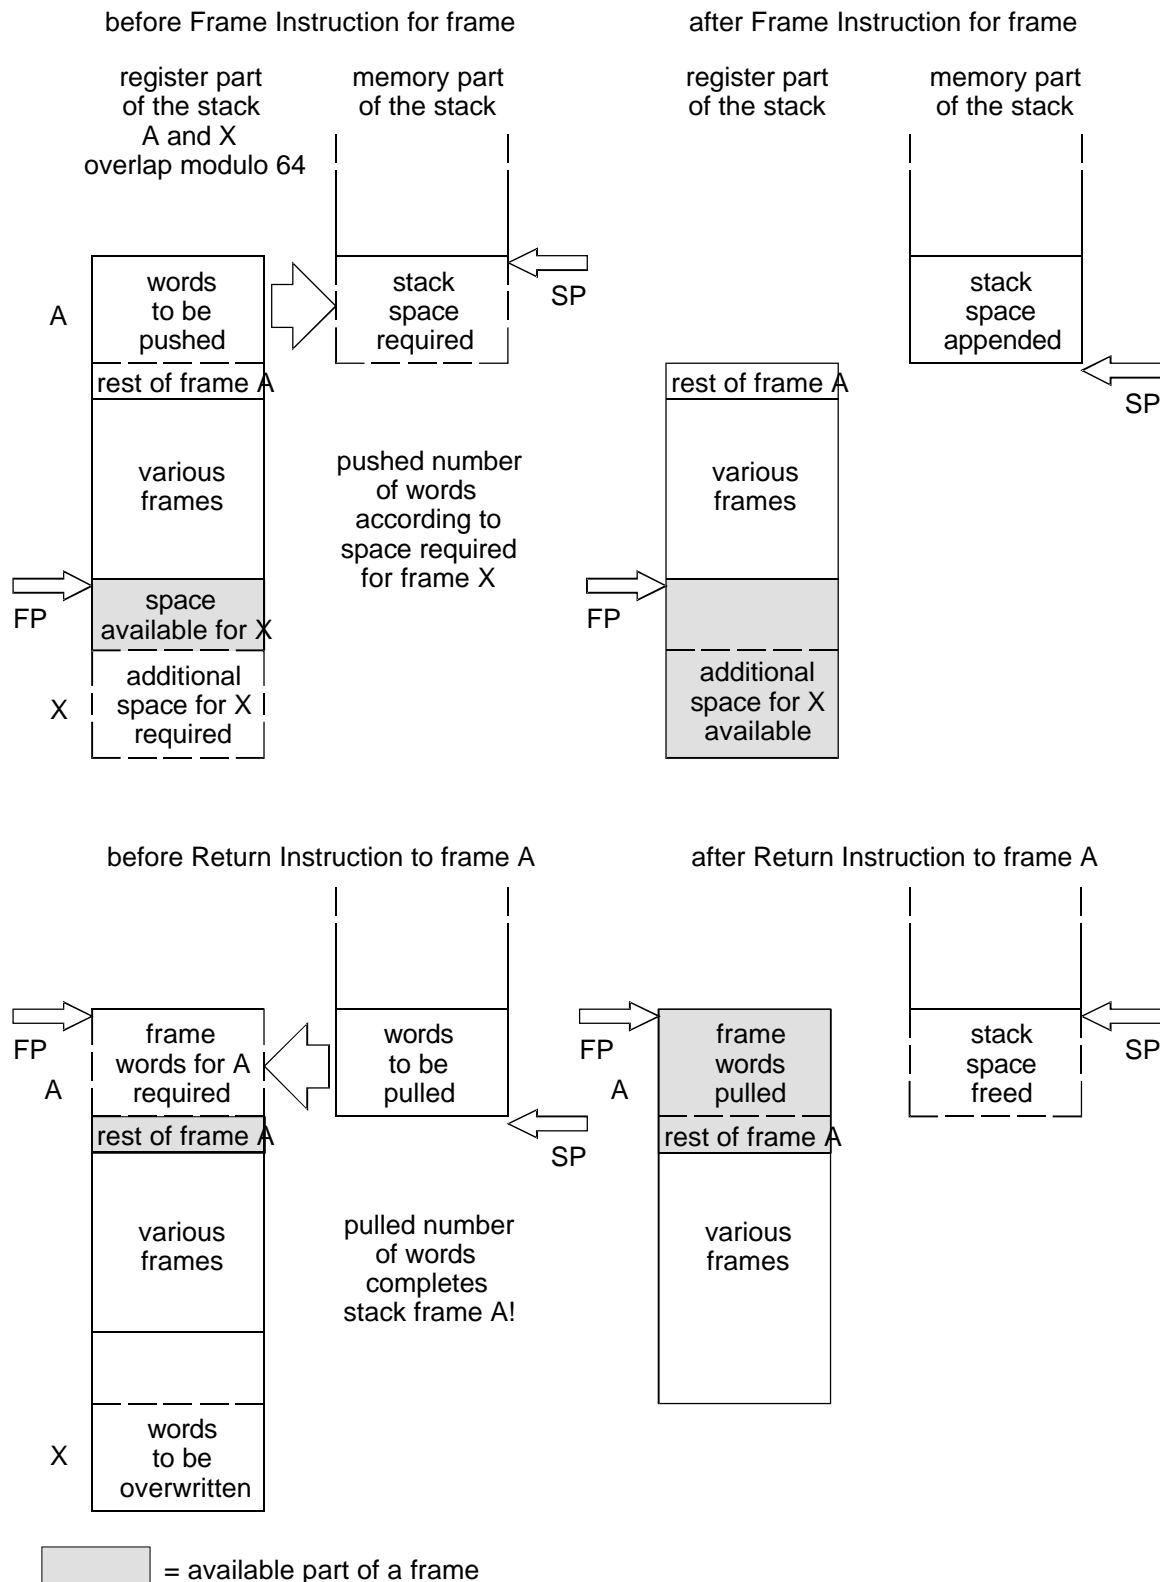 before Frame Instruction for frame
after Frame Instruction for frame
register part
of the stack
A and X
overlap modulo 64
memory part
of the stack
register part
of the stack
memory part
of the stack
A
words
to be
pushed
stack
space
required
SP
stack
space
appended
SP
rest of frame A
rest of frame A
various
frames
pushed number
of words
according to
space required
for frame X
various
frames
FP
space
available for X
FP
X
additional
space for X
required
additional
space for X
available
before Return Instruction to frame A
after Return Instruction to frame A
FP
A
frame
words for A
required
words
to be
pulled
SP
FP
A
frame
words
pulled
stack
space
freed
SP
rest of frame A
rest of frame A
various
frames
pulled number
of words
completes
stack frame A!
various
frames
X
words
to be
overwritten
= available part of a frame